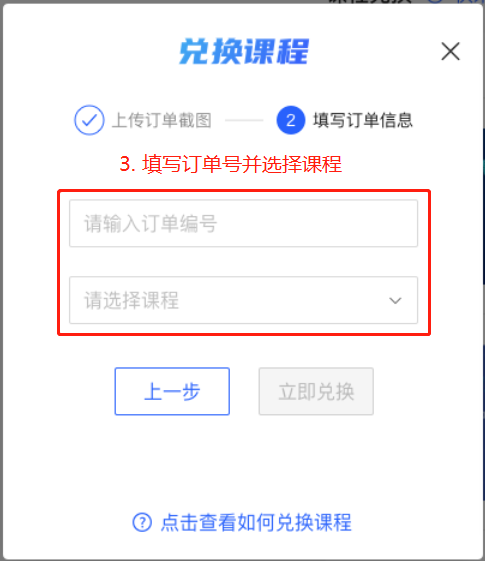 兑换课程
上传订单截图
2 填写订单信息
3. 填写订单号并选择课程
请输入订单编号
请选择课程
上一步
立即兑换
? 点击查看如何兑换课程